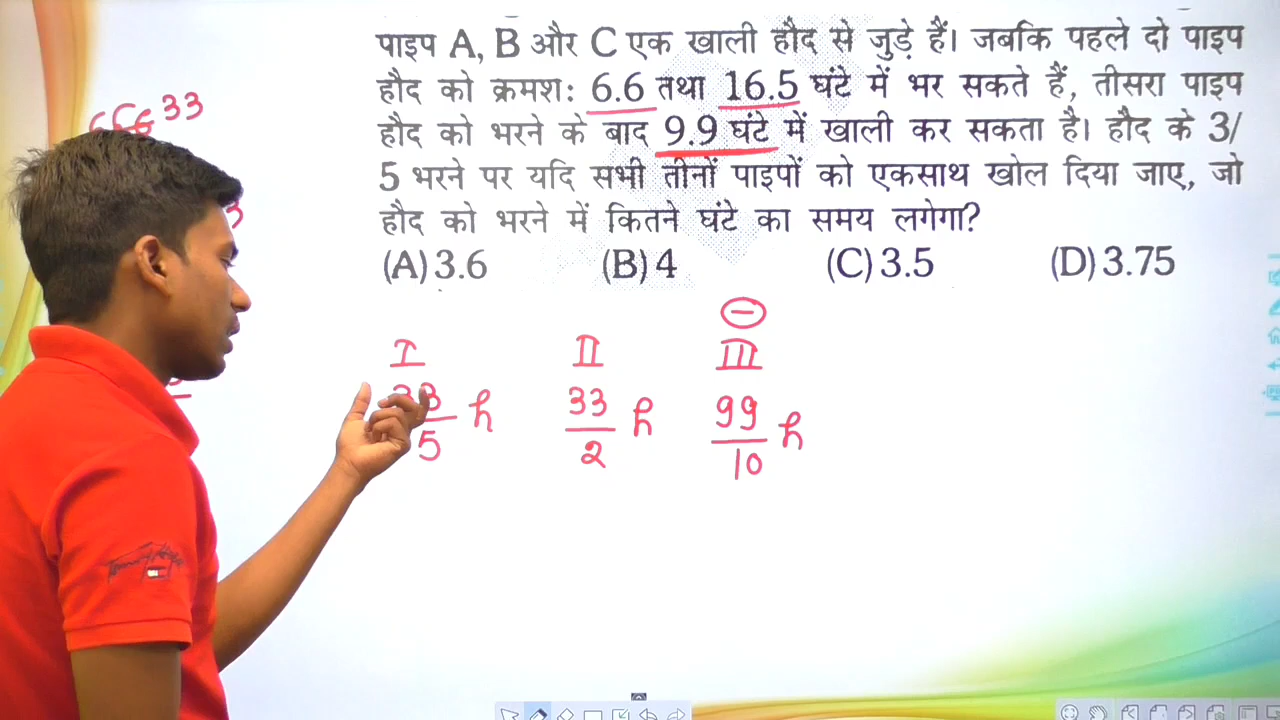 पाइप A, B और C एक खाली हौद से जुड़े हैं। जबकि पहले दो पाइप
हौद को क्रमश: 6.6 तथा 16.5 घंटे में भर सकते हैं, तीसरा पाइप
हौद को भरने के बाद 9.9 घंटे में खाली कर सकता है। हौद के 3/
5 भरने पर यदि सभी तीनों पाइपों को एकसाथ खोल दिया जाए, जो
हौद को भरने में कितने घंटे का समय लगेगा?
(A) 3.6 (B) 4 (C) 3.5 (D) 3.75
33
−
I II III
33/5 h 33/2 h 99/10 h